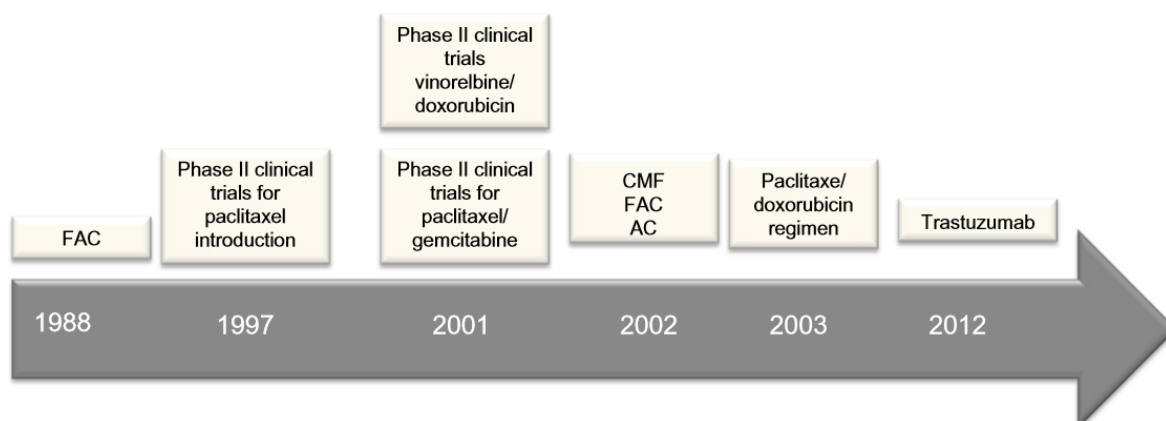 FAC
Phase II clinical
trials for
paclitaxel
introduction
Phase II clinical
trials
vinorelbine/
doxorubicin
Phase II clinical
trials for
paclitaxel/
gemcitabine
CMF
FAC
AC
Paclitaxe/
doxorubicin
regimen
Trastuzumab
1988
1997
2001
2002
2003
2012